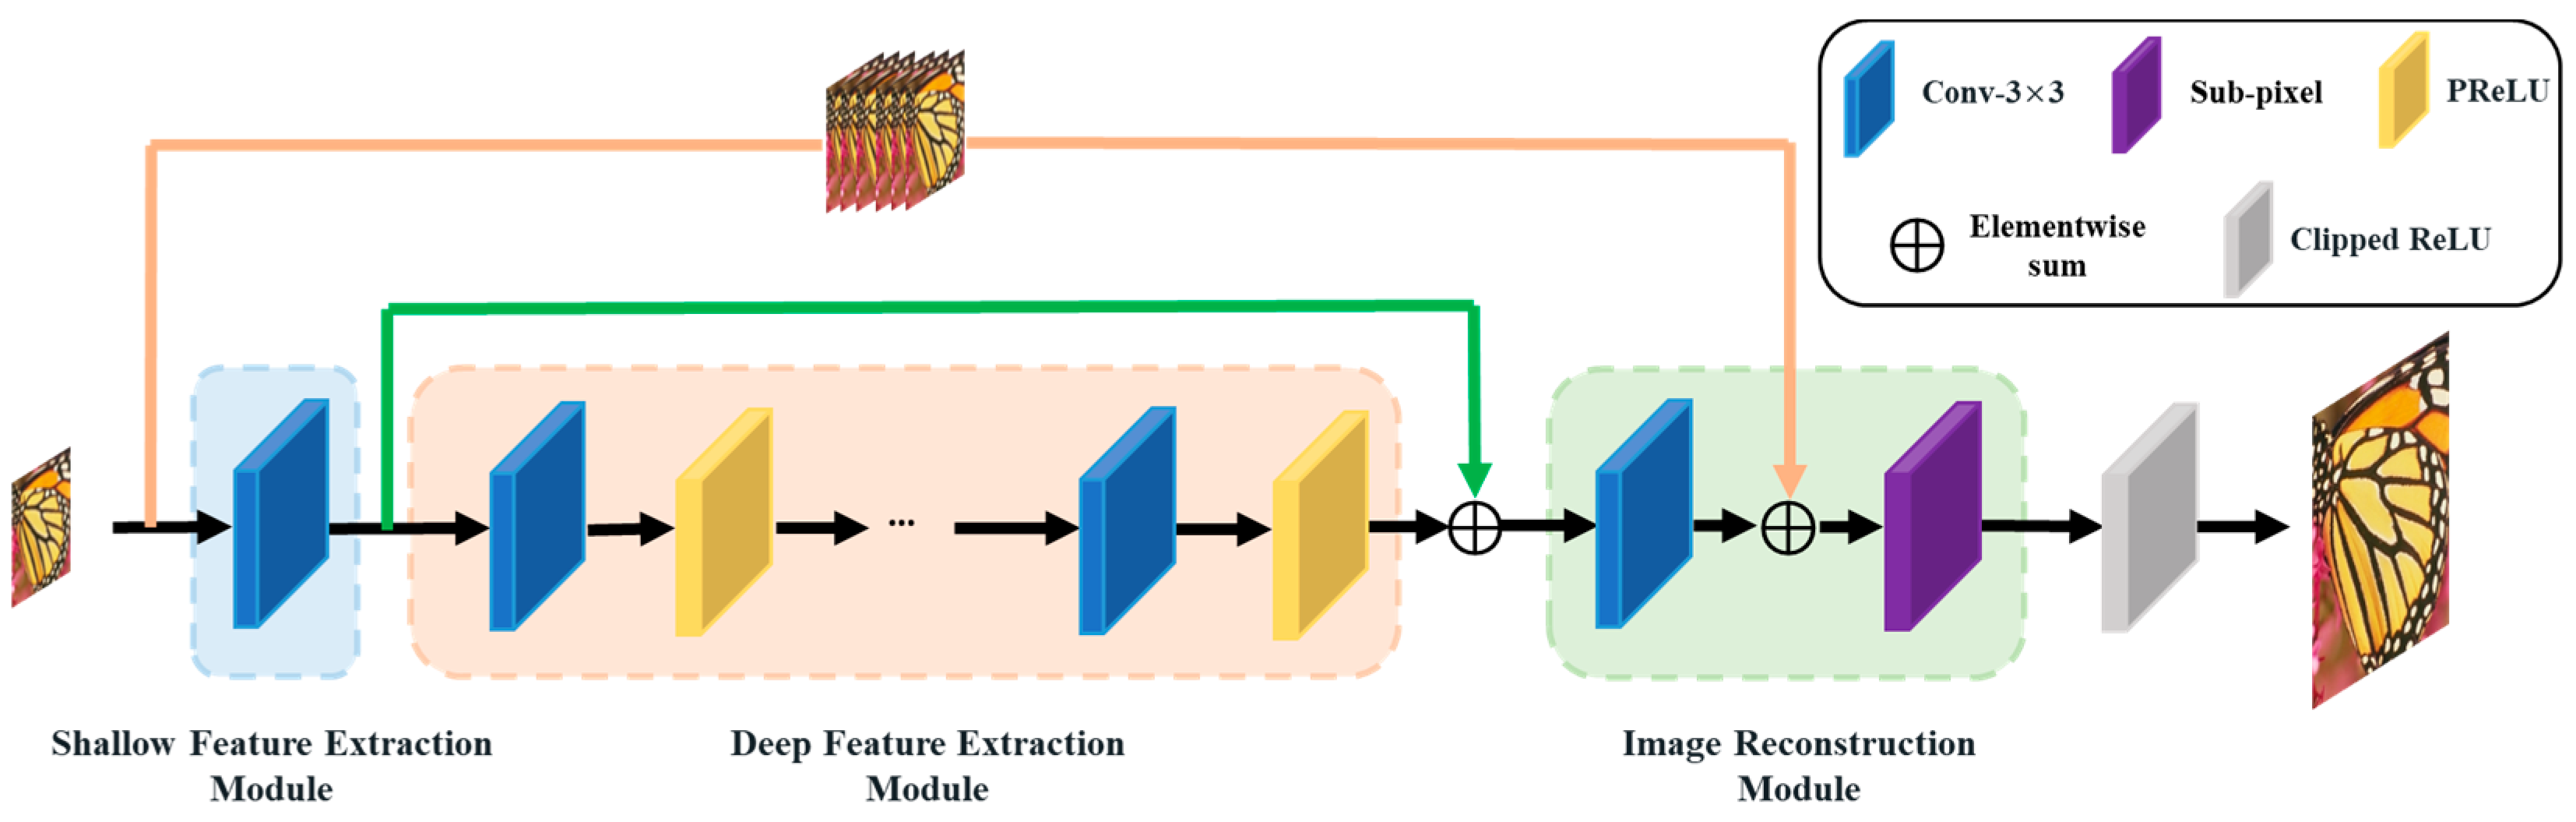 Conv-3×3
Sub-pixel
PReLU
Elementwise
sum
Clipped ReLU
...
Shallow Feature Extraction
Module
Deep Feature Extraction
Module
Image Reconstruction
Module